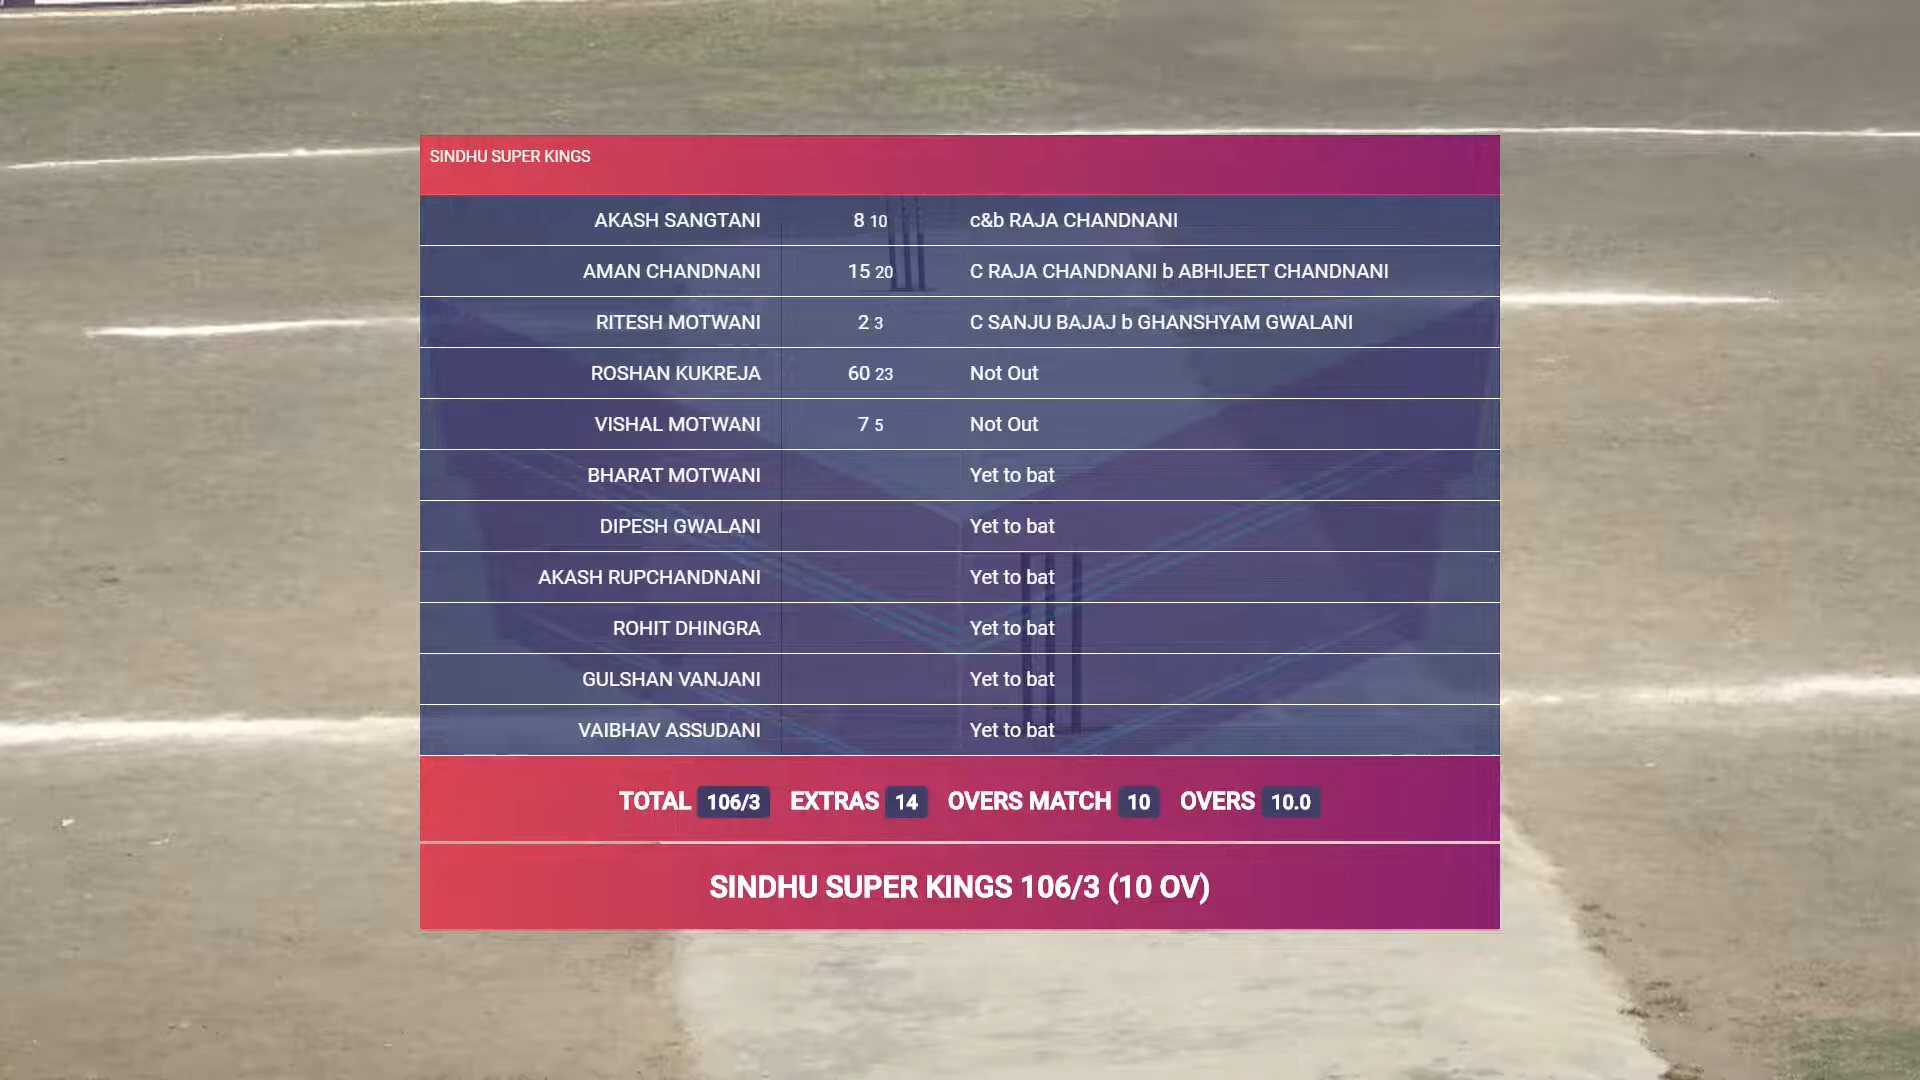 SINDHU SUPER KINGS
AKASH SANGTANI 8 10 c&b RAJA CHANDNANI
AMAN CHANDNANI 15 20 C RAJA CHANDNANI b ABHIJEET CHANDNANI
RITESH MOTWANI 2 3 C SANJU BAJAJ b GHANSHYAM GWALANI
ROSHAN KUKREJA 60 23 Not Out
VISHAL MOTWANI 7 5 Not Out
BHARAT MOTWANI Yet to bat
DIPESH GWALANI Yet to bat
AKASH RUPCHANDNANI Yet to bat
ROHIT DHINGRA Yet to bat
GULSHAN VANJANI Yet to bat
VAIBHAV ASSUDANI Yet to bat
TOTAL 106/3 EXTRAS 14 OVERS MATCH 10 OVERS 10.0
SINDHU SUPER KINGS 106/3 (10 OV)